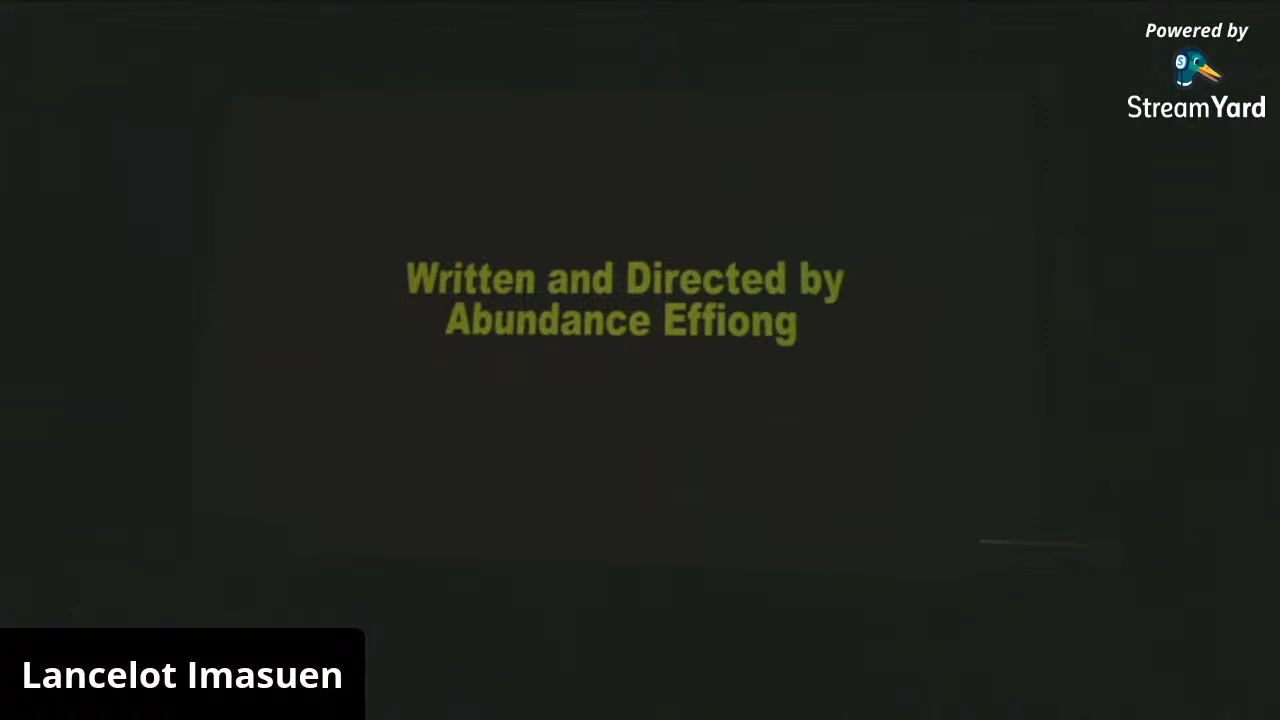 Powered by
StreamYard
Written and Directed by
Abundance Effiong
Lancelot Imasuen